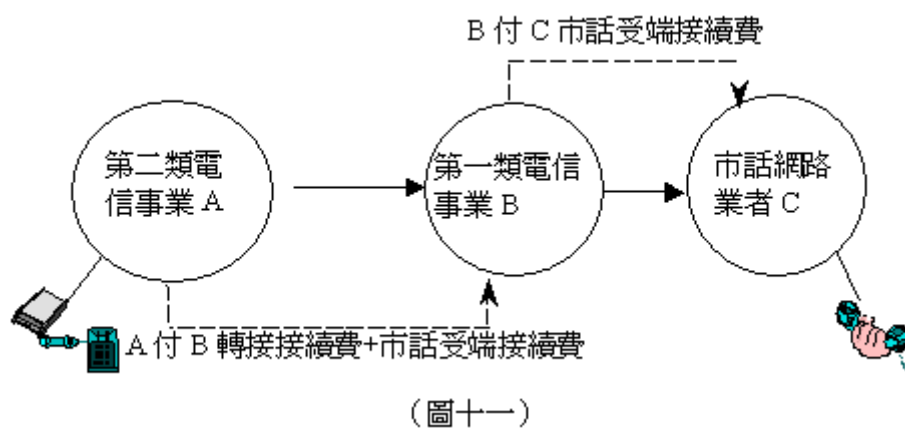 B 付 C 市話受端接續費
第二類電
信事業 A
第一類電信
事業 B
市話網路
業者 C
A 付 B 轉接接續費+市話受端接續費
（圖十一）